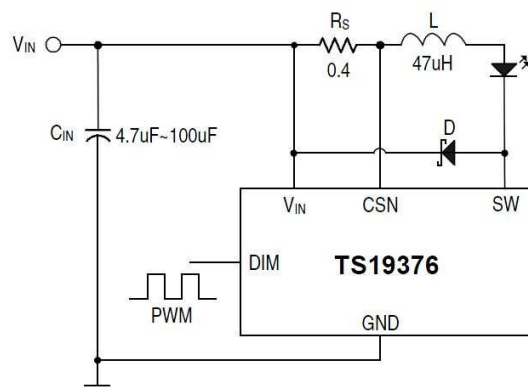 VIN
RS
0.4
L
47uH
CIN
4.7uF~100uF
D
VIN
CSN
SW
DIM
TS19376
PWM
GND